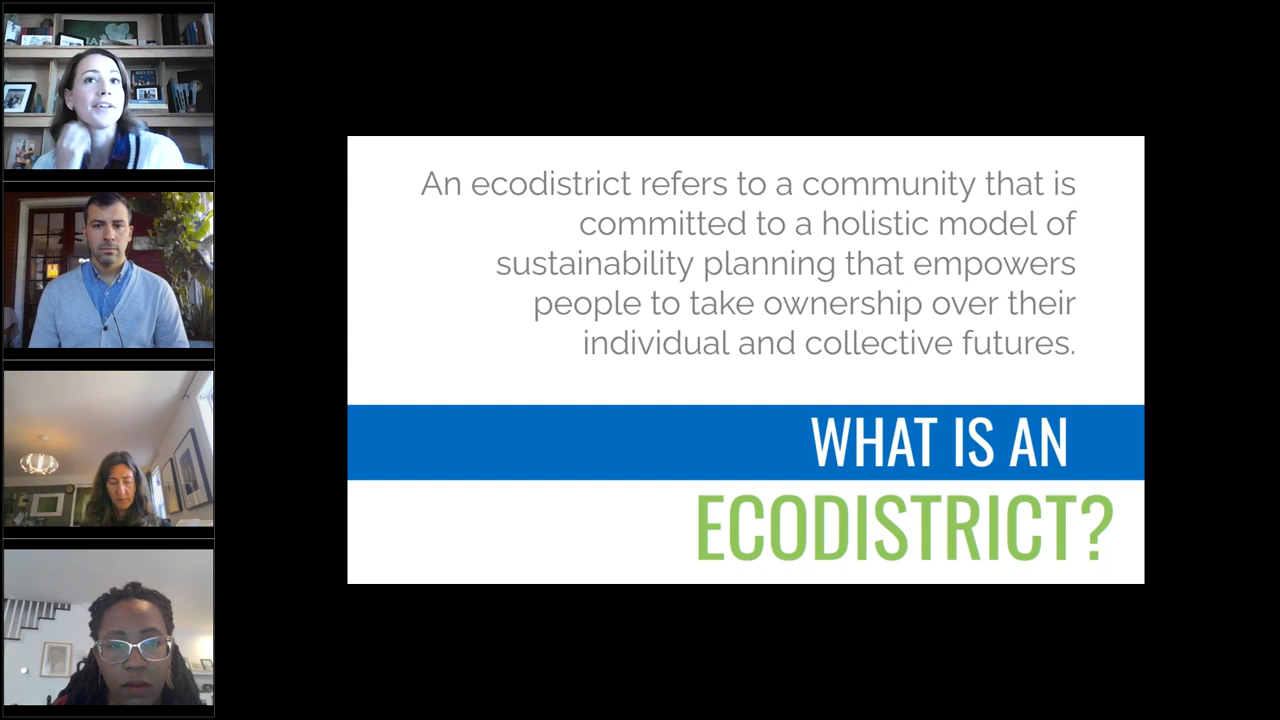 An ecodistrict refers to a community that is
committed to a holistic model of
sustainability planning that empowers
people to take ownership over their
individual and collective futures.
WHAT IS AN
ECODISTRICT?